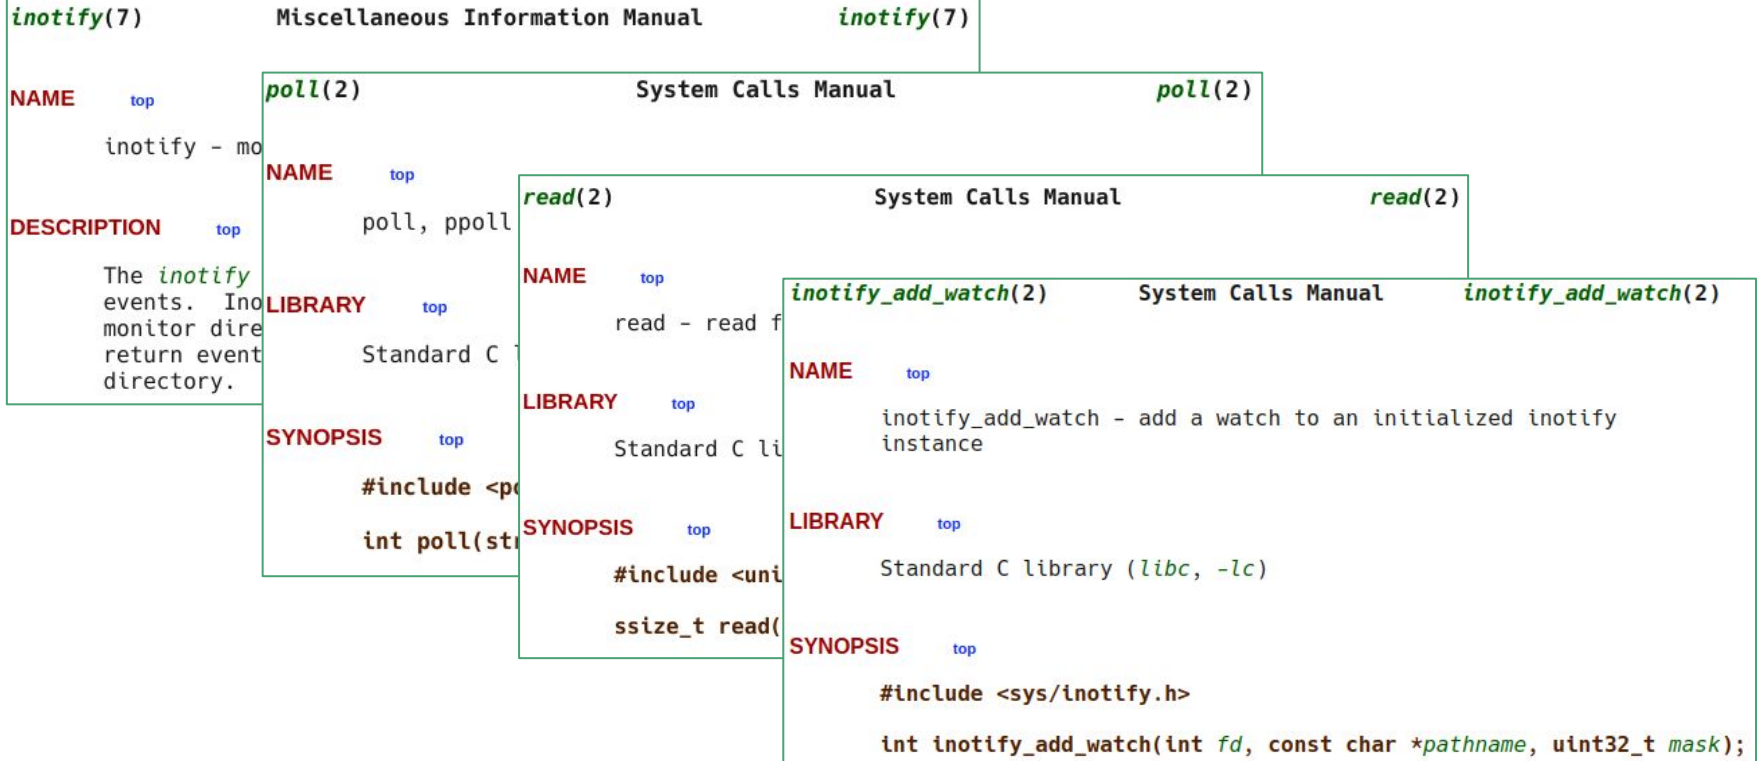 inotify(7) Miscellaneous Information Manual inotify(7)
NAME top
inotify - mo
DESCRIPTION top
The inotify
events. Ino
monitor dire
return event
directory.
poll(2) System Calls Manual poll(2)
NAME top
poll, ppoll
LIBRARY top
Standard C
SYNOPSIS top
#include <po
int poll(str
read(2) System Calls Manual read(2)
NAME top
read - read f
LIBRARY top
Standard C li
SYNOPSIS top
#include <uni
ssize_t read(
inotify_add_watch(2) System Calls Manual inotify_add_watch(2)
NAME top
inotify_add_watch - add a watch to an initialized inotify
instance
LIBRARY top
Standard C library (libc, -lc)
SYNOPSIS top
#include <sys/inotify.h>
int inotify_add_watch(int fd, const char *pathname, uint32_t mask);